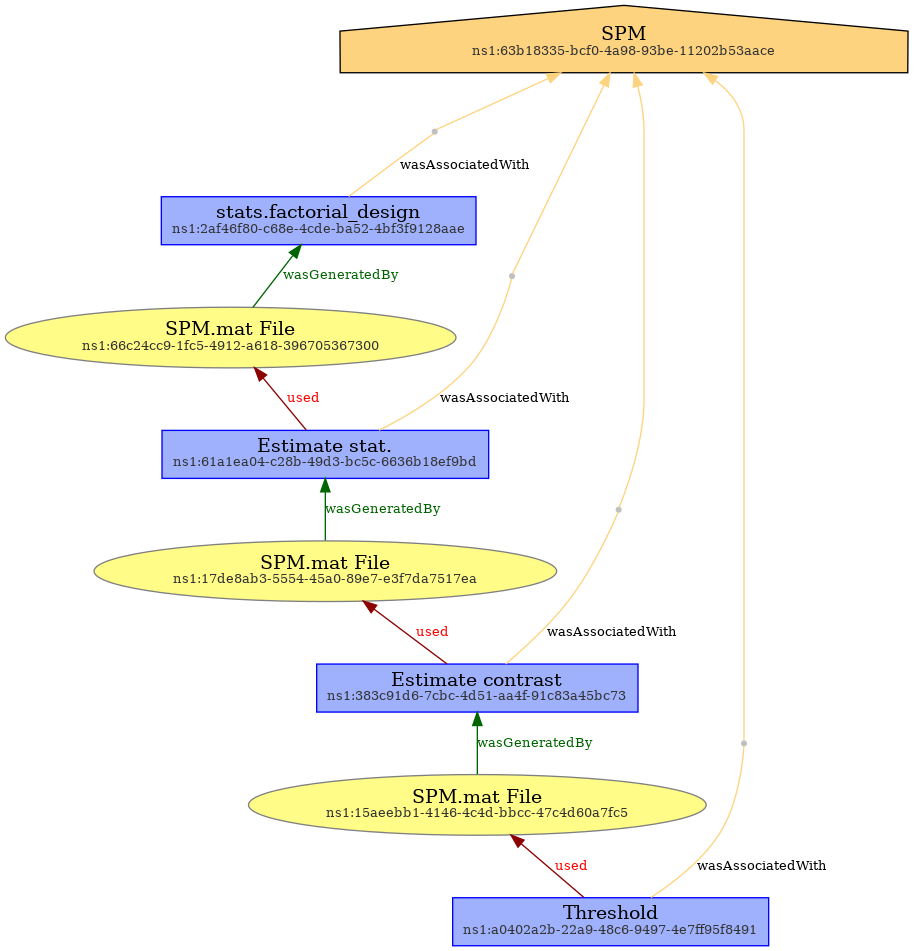 SPM
ns1:63b18335-bcf0-4a98-93be-11202b53aace
wasAssociatedWith
stats.factorial_design
ns1:2af46f80-c68e-4cde-ba52-4bf3f9128aae
wasGeneratedBy
SPM.mat File
ns1:66c24cc9-1fc5-4912-a618-396705367300
used
wasAssociatedWith
Estimate stat.
ns1:61a1ea04-c28b-49d3-bc5c-6636b18ef9bd
wasGeneratedBy
SPM.mat File
ns1:17de8ab3-5554-45a0-89e7-e3f7da7517ea
used
wasAssociatedWith
Estimate contrast
ns1:383c91d6-7cbc-4d51-aa4f-91c83a45bc73
wasGeneratedBy
SPM.mat File
ns1:15aeebb1-4146-4c4d-bbcc-47c4d60a7fc5
used
wasAssociatedWith
Threshold
ns1:a0402a2b-22a9-48c6-9497-4e7ff95f8491